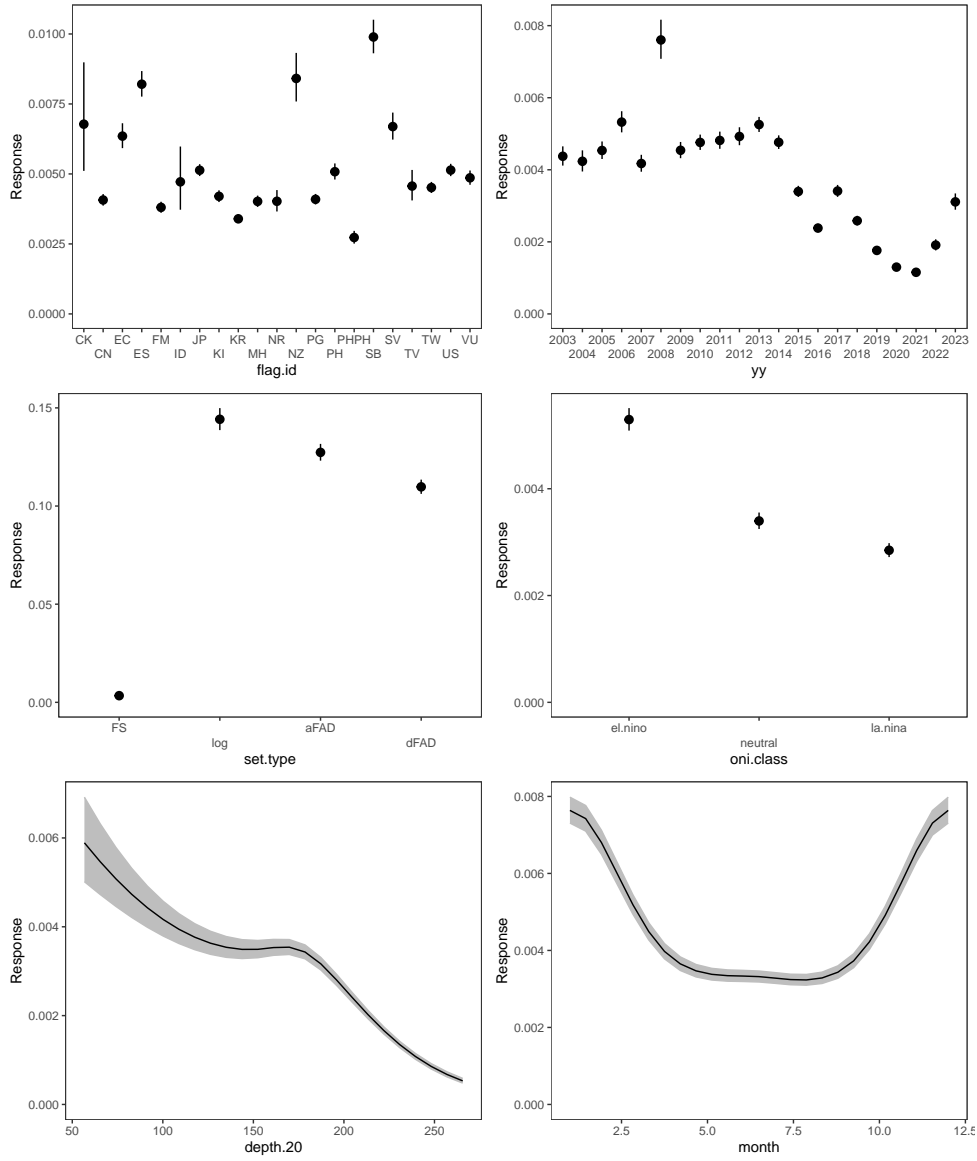 0.0100
0.0075
0.0050
0.0025
0.0000
Response
CK EC FM JP KR NR PG PHPH SV TW VU
CN ES ID KI MH NZ PH SB TV US
flag.id
0.008
0.006
0.004
0.002
0.000
Response
2003 2005 2007 2009 2011 2013 2015 2017 2019 2021 2023
2004 2006 2008 2010 2012 2014 2016 2018 2020 2022
yy
0.15
0.10
0.05
0.00
Response
FS aFAD
log dFAD
set.type
0.004
0.002
0.000
Response
el.nino la.nina
neutral
oni.class
0.006
0.004
0.002
0.000
Response
50 100 150 200 250
depth.20
0.008
0.006
0.004
0.002
0.000
Response
2.5 5.0 7.5 10.0 12.5
month